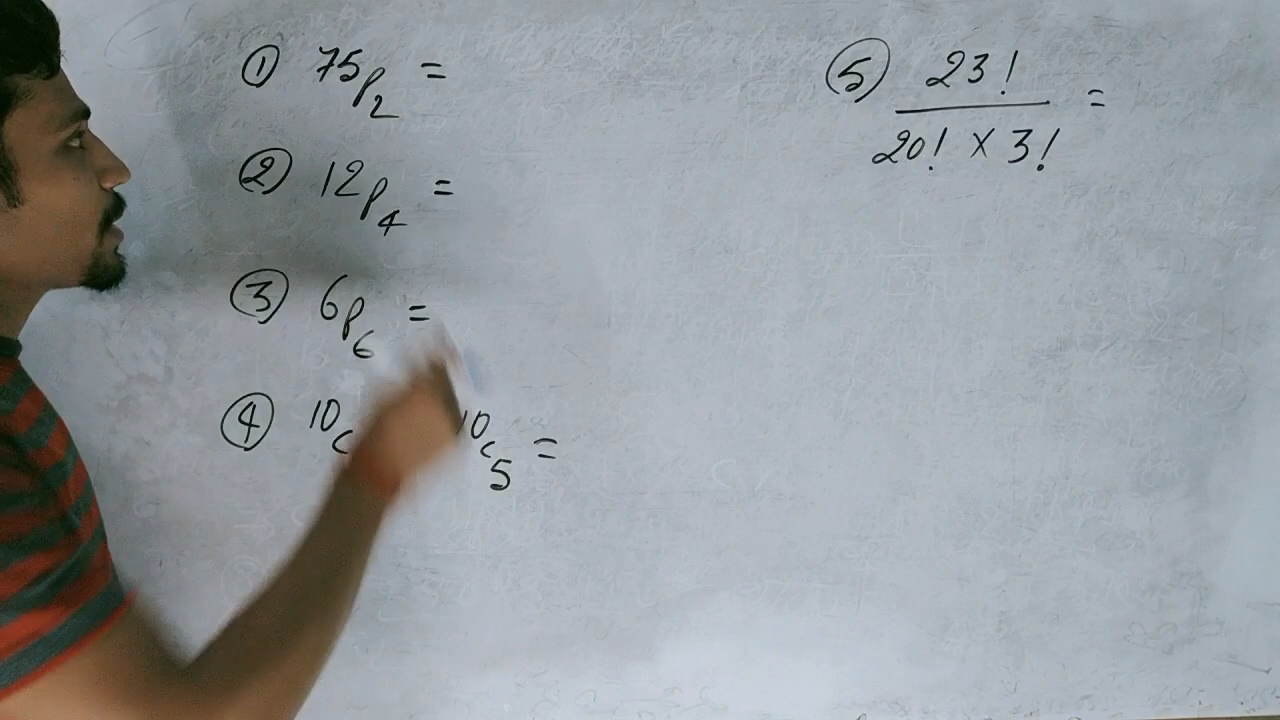 ① 75p2 =
② 12p4 =
③ 6p6 =
④ 10c 10c5 =
⑤ 23!
20! × 3! =